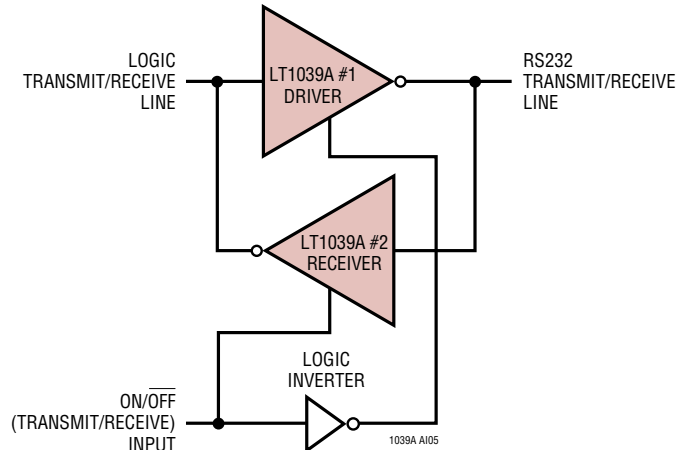 LOGIC
TRANSMIT/RECEIVE
LINE
LT1039A #1
DRIVER
RS232
TRANSMIT/RECEIVE
LINE
LT1039A #2
RECEIVER
LOGIC
INVERTER
ON/OFF
(TRANSMIT/RECEIVE)
INPUT
1039A AI05